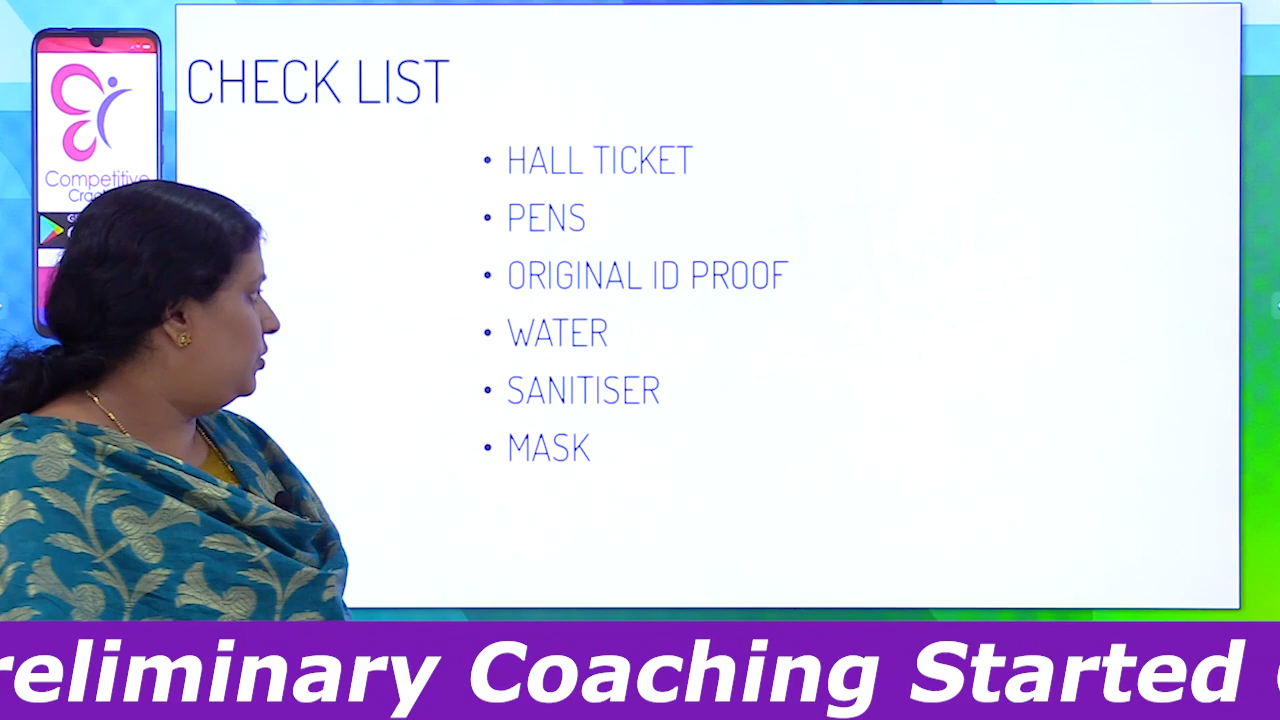 CHECK LIST
• HALL TICKET
• PENS
• ORIGINAL ID PROOF
• WATER
• SANITISER
• MASK
Competitive
reliminary Coaching Started